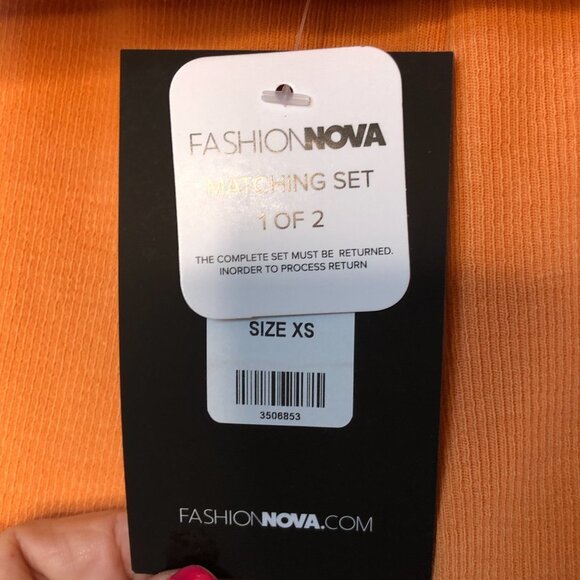 FASHIONNOVA
MATCHING SET
1 OF 2
THE COMPLETE SET MUST BE RETURNED.
INORDER TO PROCESS RETURN
SIZE XS
3506853
FASHIONNOVA.COM